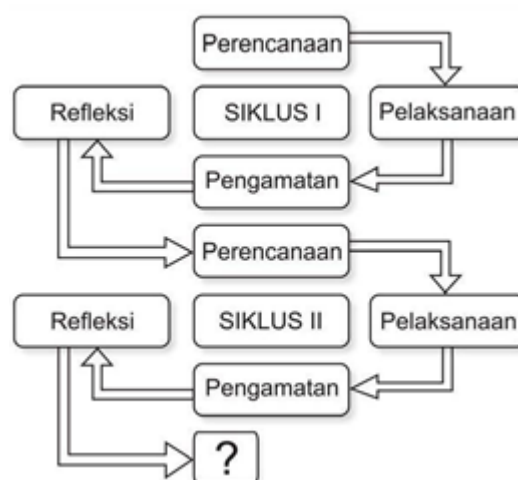 Perencanaan
Refleksi
SIKLUS I
Pelaksanaan
Pengamatan
Perencanaan
Refleksi
SIKLUS II
Pelaksanaan
Pengamatan
?